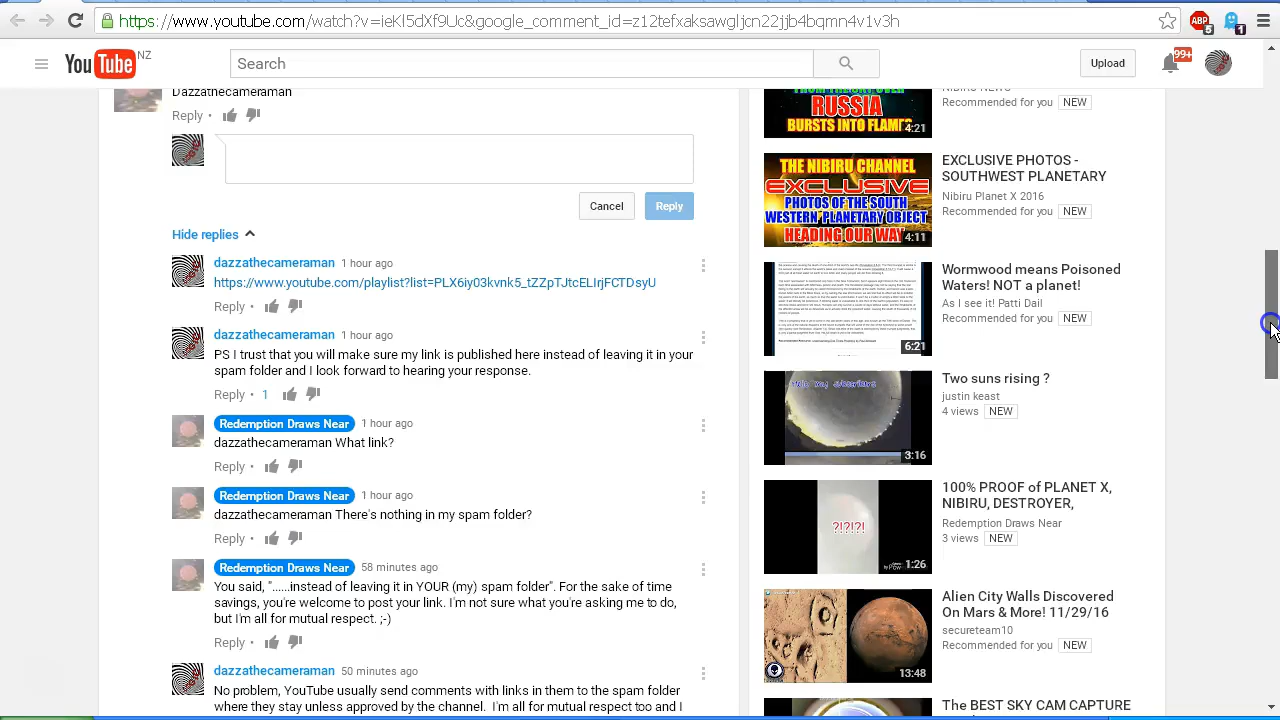 https://www.youtube.com/watch?v=ieKl5dXf9Uc&google_comment_id=z12tefxaksawgljcn22jjb4bqmn4v1v3h
ABP
5
1
YouTube NZ
Search
Upload
99+
Dazzathecameraman
Reply
Cancel
Reply
Hide replies
dazzathecameraman 1 hour ago
Reply
dazzathecameraman 1 hour ago
trust that you will make sure my link is published here instead of leaving it in your
spam folder and I look forward to hearing your response.
Reply 1
Redemption Draws Near 1 hour ago
dazzathecameraman What link?
Reply
Redemption Draws Near 1 hour ago
dazzathecameraman There's nothing in my spam folder?
Reply
Redemption Draws Near 58 minutes ago
You said, ".....instead of leaving it in YOUR (my) spam folder". For the sake of time
savings, you're welcome to post your link. I'm not sure what you're asking me to do,
but I'm all for mutual respect. ;-)
Reply
dazzathecameraman 50 minutes ago
No problem, YouTube usually send comments with links in them to the spam folder
where they stay unless approved by the channel. I'm all for mutual respect too and I
FROM THE SKY OVER
RUSSIA
BURSTS INTO FLAMES
4:21
Nibiru NEWS
Recommended for you NEW
THE NIBIRU CHANNEL
EXCLUSIVE
PHOTOS OF THE SOUTH
WESTERN PLANETARY
OBJECT
HEADING OUR WAY
4:11
EXCLUSIVE PHOTOS -
SOUTHWEST PLANETARY
Nibiru Planet X 2016
Recommended for you NEW
6:21
Wormwood means Poisoned
Waters! NOT a planet!
As I see it! Patti Dail
Recommended for you NEW
3:16
Two suns rising ?
justin keast
4 views NEW
?!?!?!
1:26
100% PROOF of PLANET X,
NIBIRU, DESTROYER,
Redemption Draws Near
3 views NEW
13:48
Alien City Walls Discovered
On Mars & More! 11/29/16
secureteam10
Recommended for you NEW
The BEST SKY CAM CAPTURE